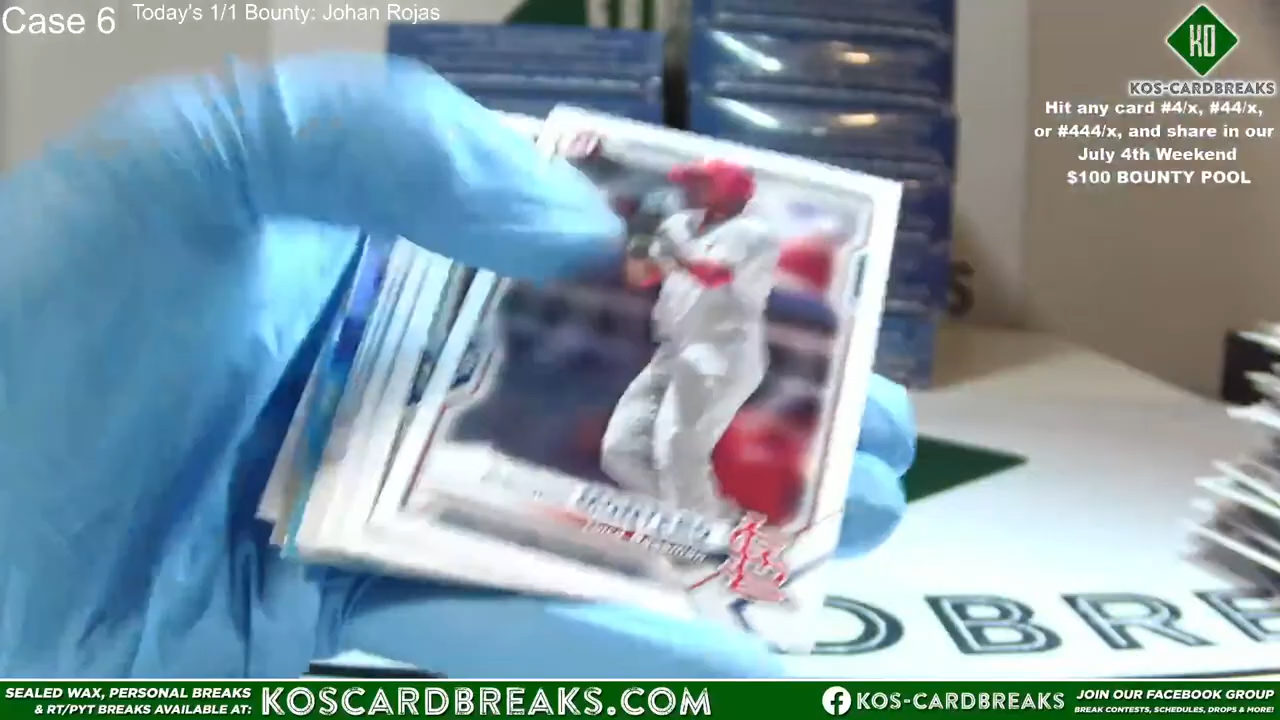 Case 6
Today's 1/1 Bounty: Johan Rojas
KO
KOS-CARDBREAKS
Hit any card #4/x, #44/x,
or #444/x, and share in our
July 4th Weekend
$100 BOUNTY POOL
OBRE
SEALED WAX, PERSONAL BREAKS
& RT/PYT BREAKS AVAILABLE AT:
KOSCARDBREAKS.COM
KOS-CARDBREAKS
JOIN OUR FACEBOOK GROUP
BREAK CONTESTS, SCHEDULES, DROPS & MORE!